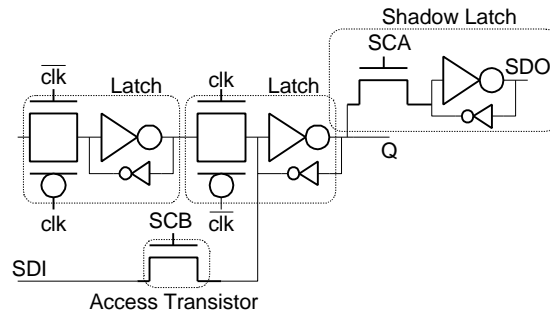 Shadow Latch
SCA
SDO
clk
Latch
clk
Latch
Q
clk
clk
SCB
SDI
Access Transistor